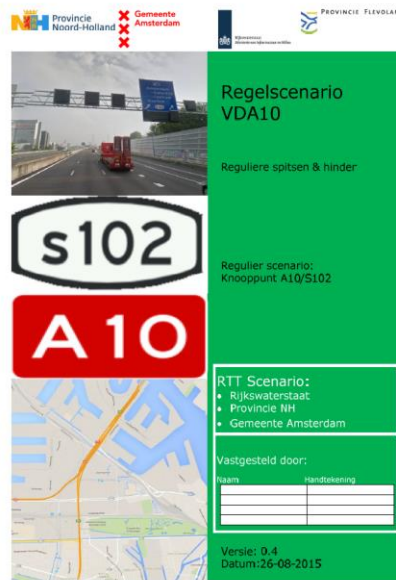 Provincie
Noord-Holland
Gemeente
Amsterdam
PROVINCIE FLEVOLAND
Regelscenario
VDA10
Reguliere spitsen & hinder
s102
Regulier scenario:
Knooppunt A10/S102
A 10
RTT Scenario:
• Rijkswaterstaat
• Provincie NH
• Gemeente Amsterdam
Vastgesteld door:
Naam Handtekening
Versie: 0.4
Datum:26-08-2015